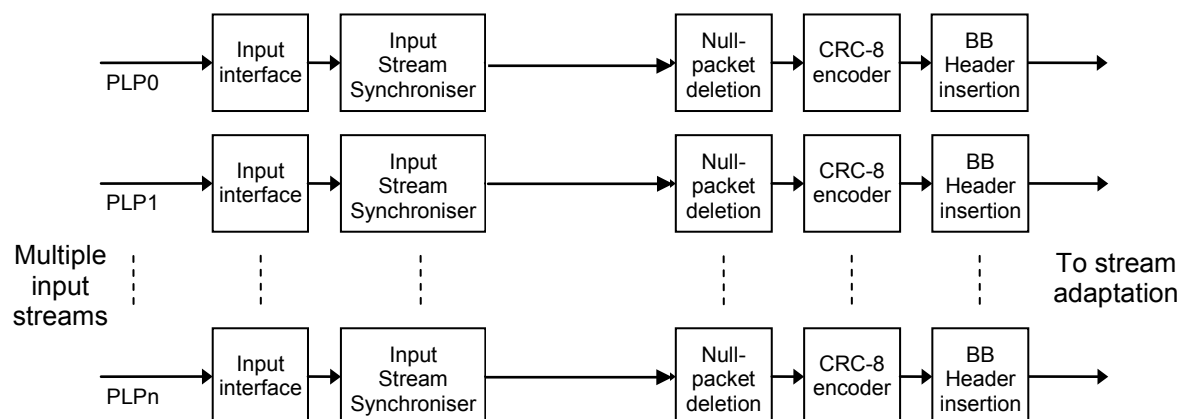 PLP0
Input
interface
Input
Stream
Synchroniser
Null-
packet
deletion
CRC-8
encoder
BB
Header
insertion
PLP1
Input
interface
Input
Stream
Synchroniser
Null-
packet
deletion
CRC-8
encoder
BB
Header
insertion
Multiple
input
streams
To stream
adaptation
PLPn
Input
interface
Input
Stream
Synchroniser
Null-
packet
deletion
CRC-8
encoder
BB
Header
insertion